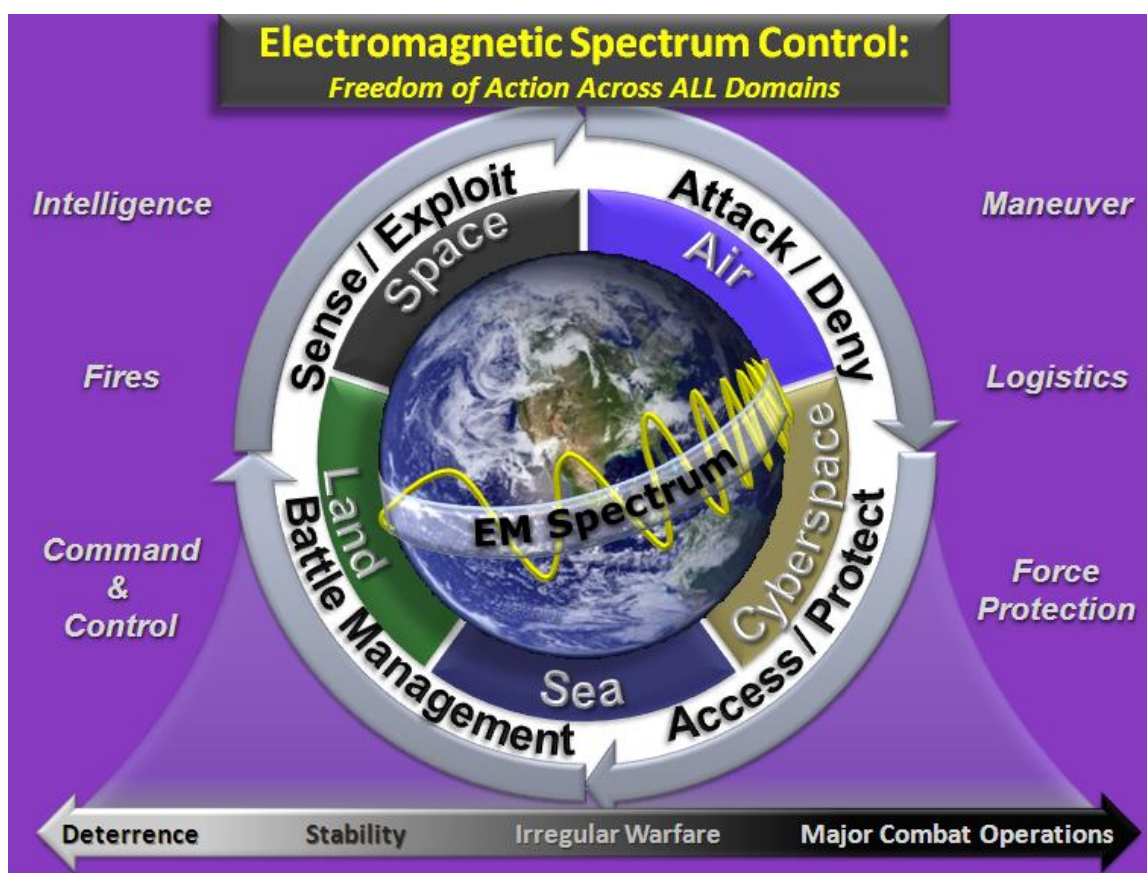 Electromagnetic Spectrum Control:
Freedom of Action Across ALL Domains
Intelligence
Fires
Command
&
Control
Maneuver
Logistics
Force
Protection
Sense / Exploit
Attack / Deny
Access / Protect
Battle Management
Space
Air
Cyberspace
Sea
Land
EM Spectrum
Deterrence
Stability
Irregular Warfare
Major Combat Operations